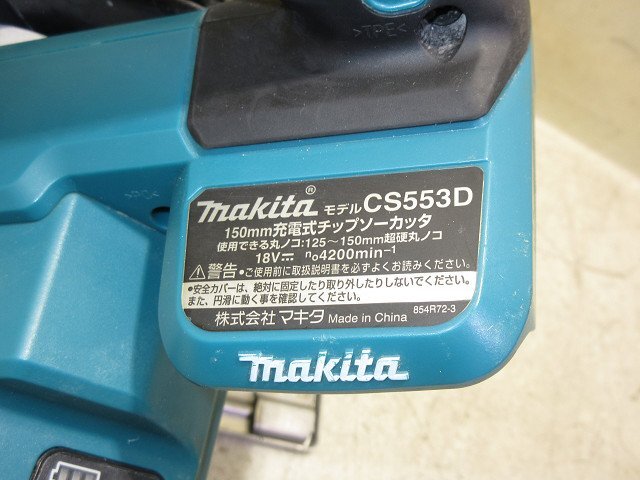 >TPE<
>PC<
makita® モデル CS553D
150mm充電式チップソーカッタ
使用できる丸ノコ:125~150mm超硬丸ノコ
18V⎓ n₀4200min⁻¹
⚠警告 •ご使用前に取扱説明書を必ずよくお読みください。
•安全カバーは、絶対に固定したり取り外したりしないでください。
また、円滑に動く事を確認してください。
株式会社 マキタ Made in China 854R72-3
makita